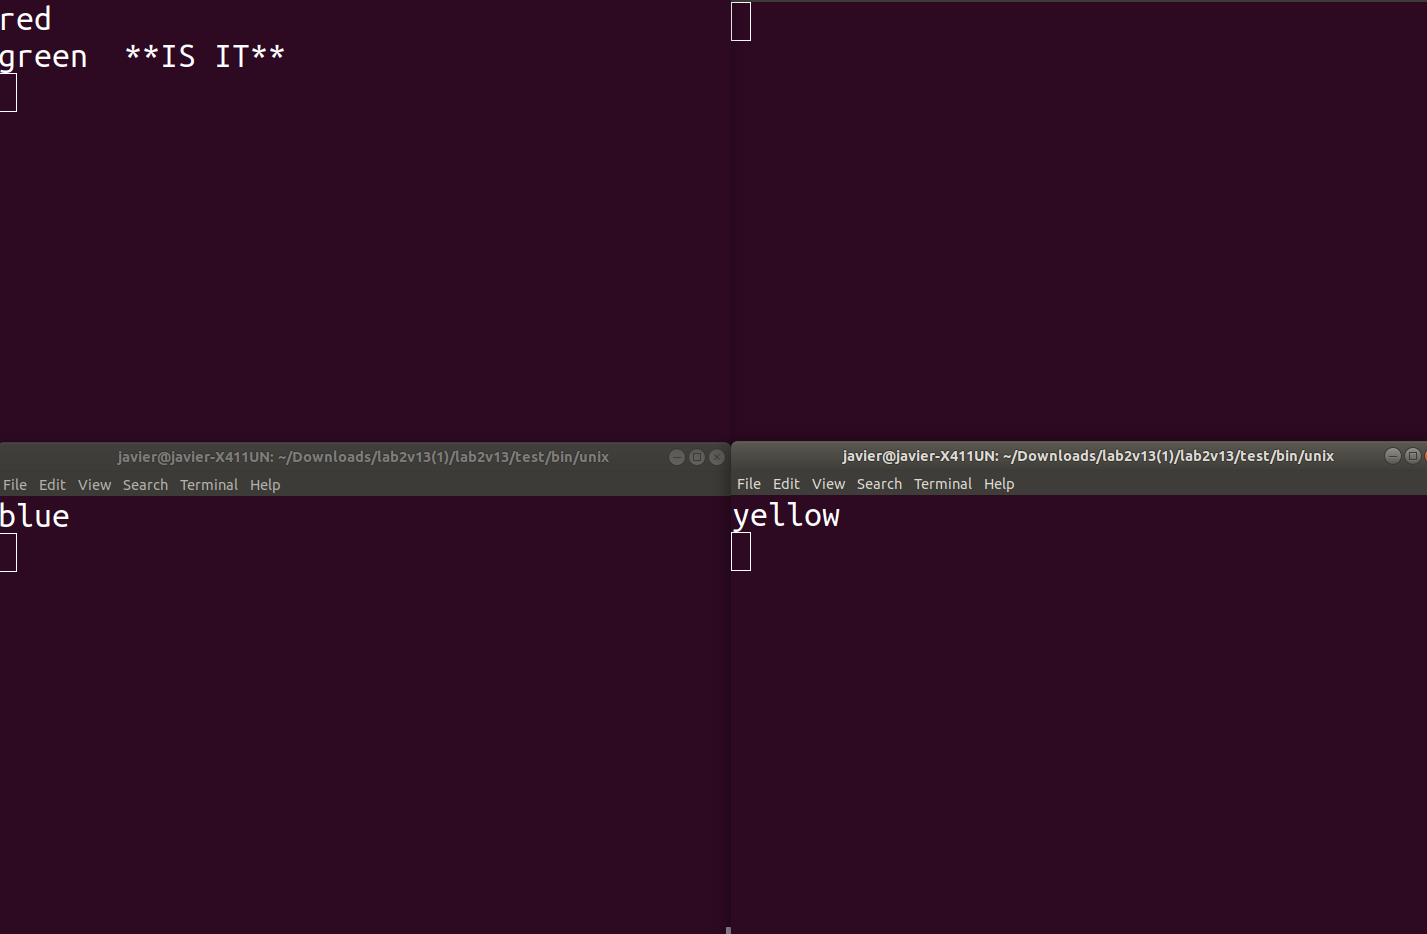 red
green  **IS IT**
javier@javier-X411UN: ~/Downloads/lab2v13(1)/lab2v13/test/bin/unix
File Edit View Search Terminal Help
blue
javier@javier-X411UN: ~/Downloads/lab2v13(1)/lab2v13/test/bin/unix
File Edit View Search Terminal Help
yellow